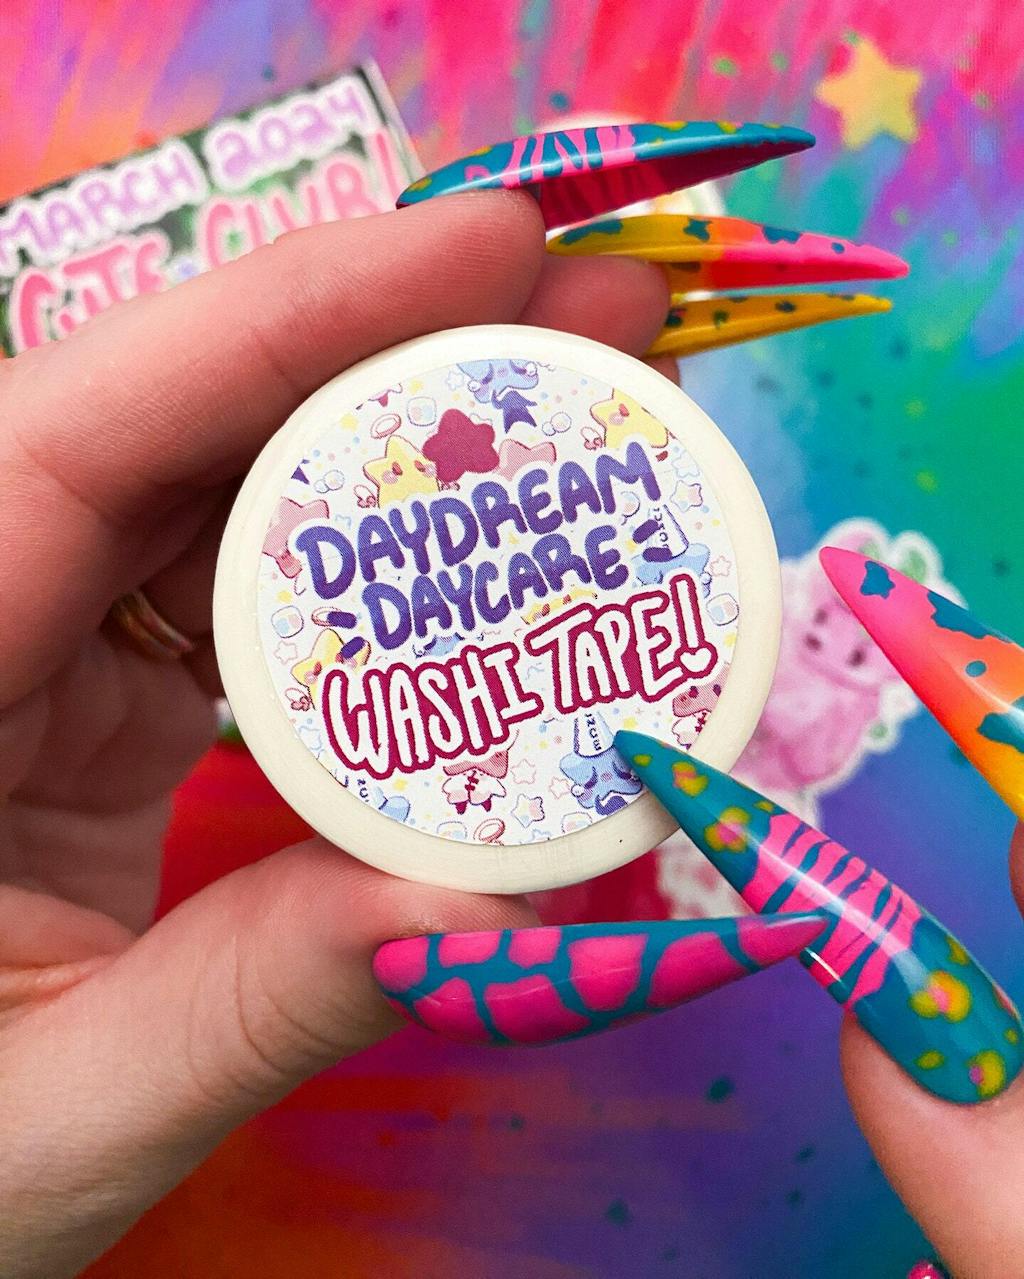 MARCH 2024
CUTE CLUB!
DAYDREAM
DAYCARE
WASHI TAPE!